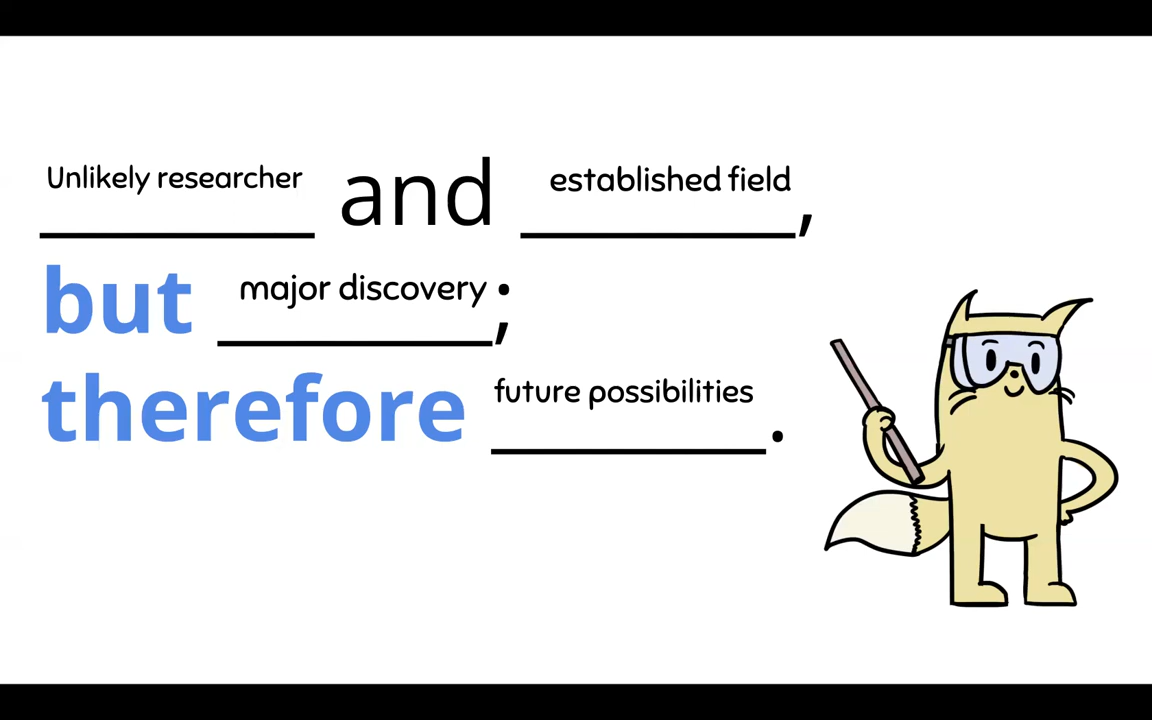 Unlikely researcher and established field,
but major discovery;
therefore future possibilities.